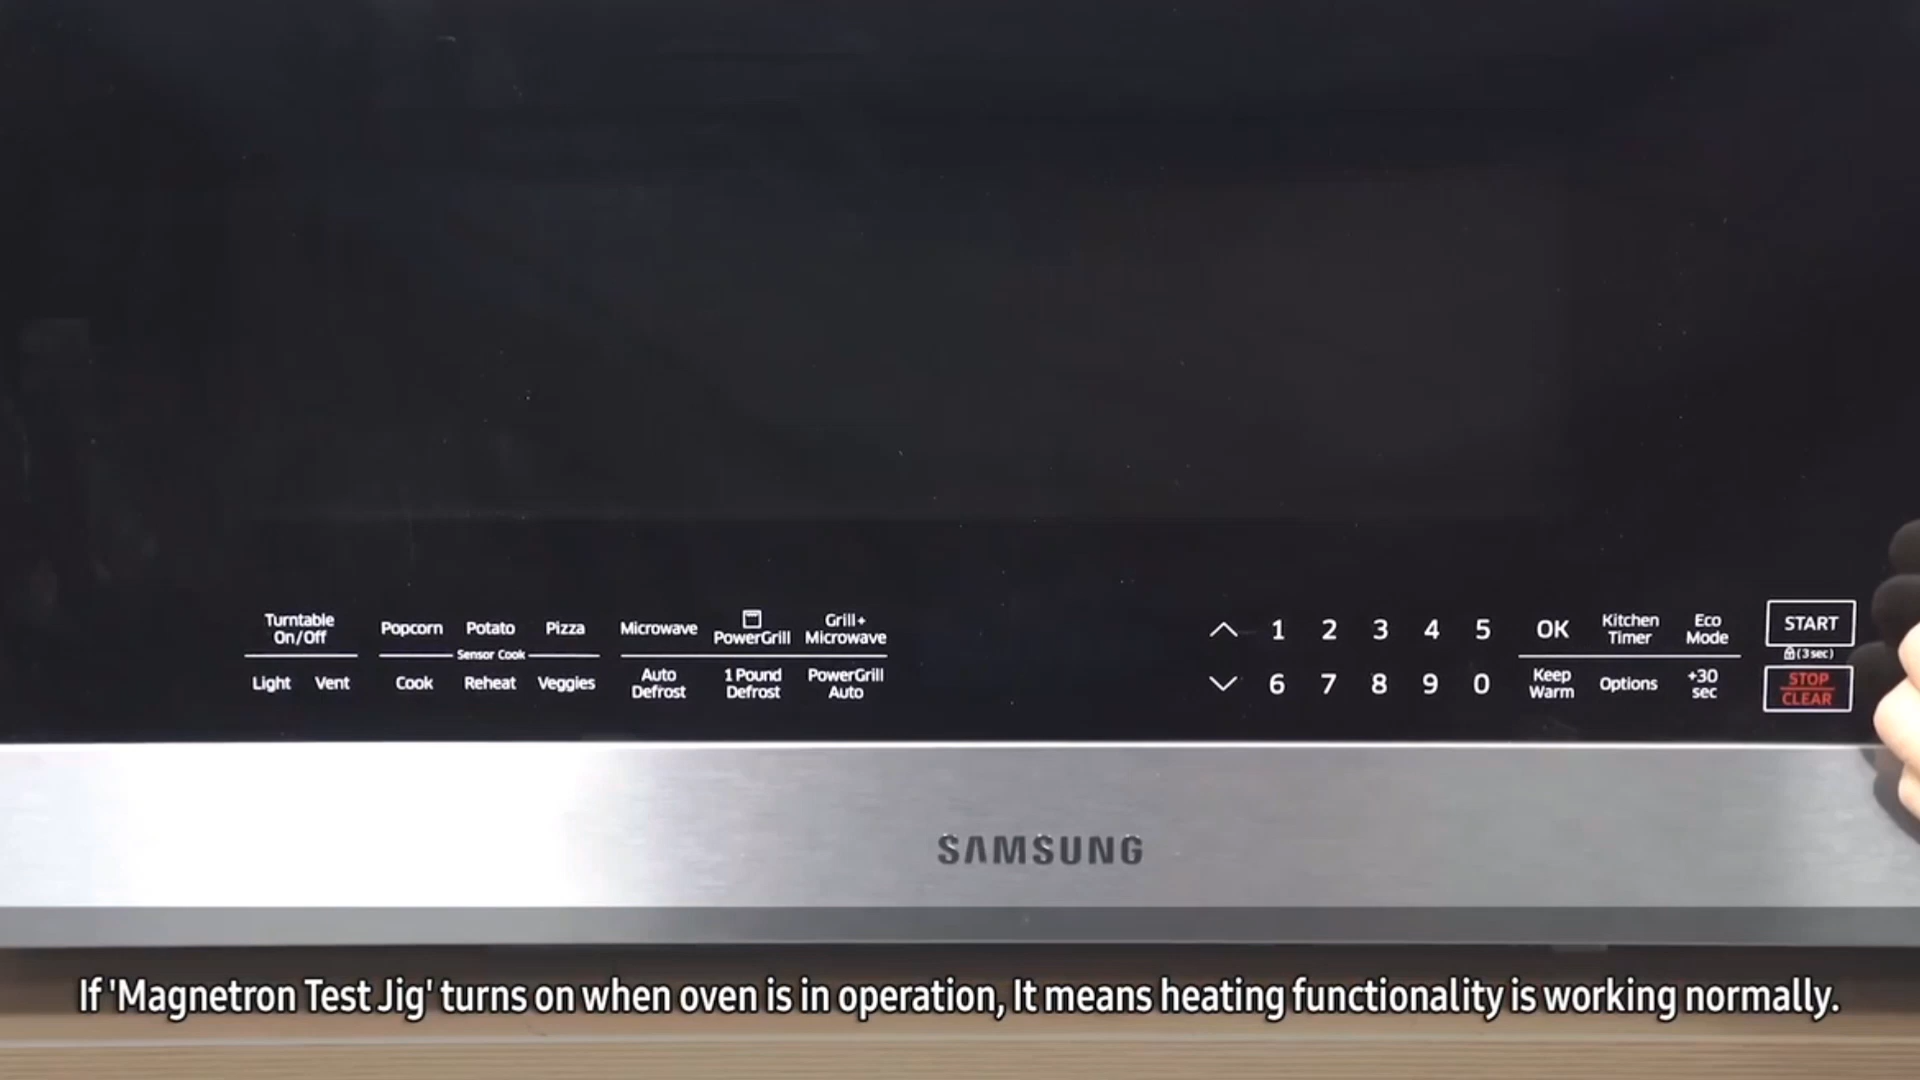 Turntable
On/Off
Light Vent
Popcorn Potato Pizza
Sensor Cook
Cook Reheat Veggies
Microwave PowerGrill Grill+
Microwave
Auto
Defrost
1 Pound
Defrost
PowerGrill
Auto
1 2 3 4 5
6 7 8 9 0
OK
Kitchen
Timer
Eco
Mode
Keep
Warm
Options
+30
sec
START
(3 sec)
STOP
CLEAR
SAMSUNG
If 'Magnetron Test Jig' turns on when oven is in operation, It means heating functionality is working normally.